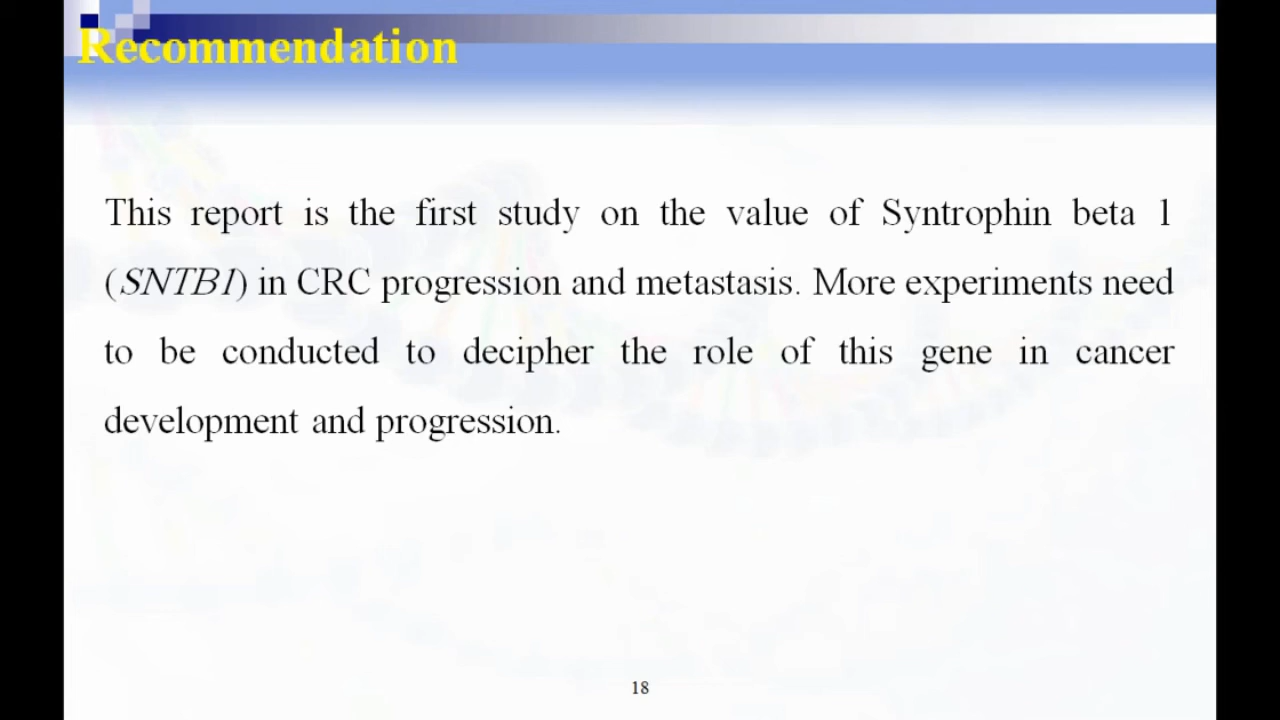 Recommendation
This report is the first study on the value of Syntrophin beta 1
(SNTB1) in CRC progression and metastasis. More experiments need
to be conducted to decipher the role of this gene in cancer
development and progression.
18